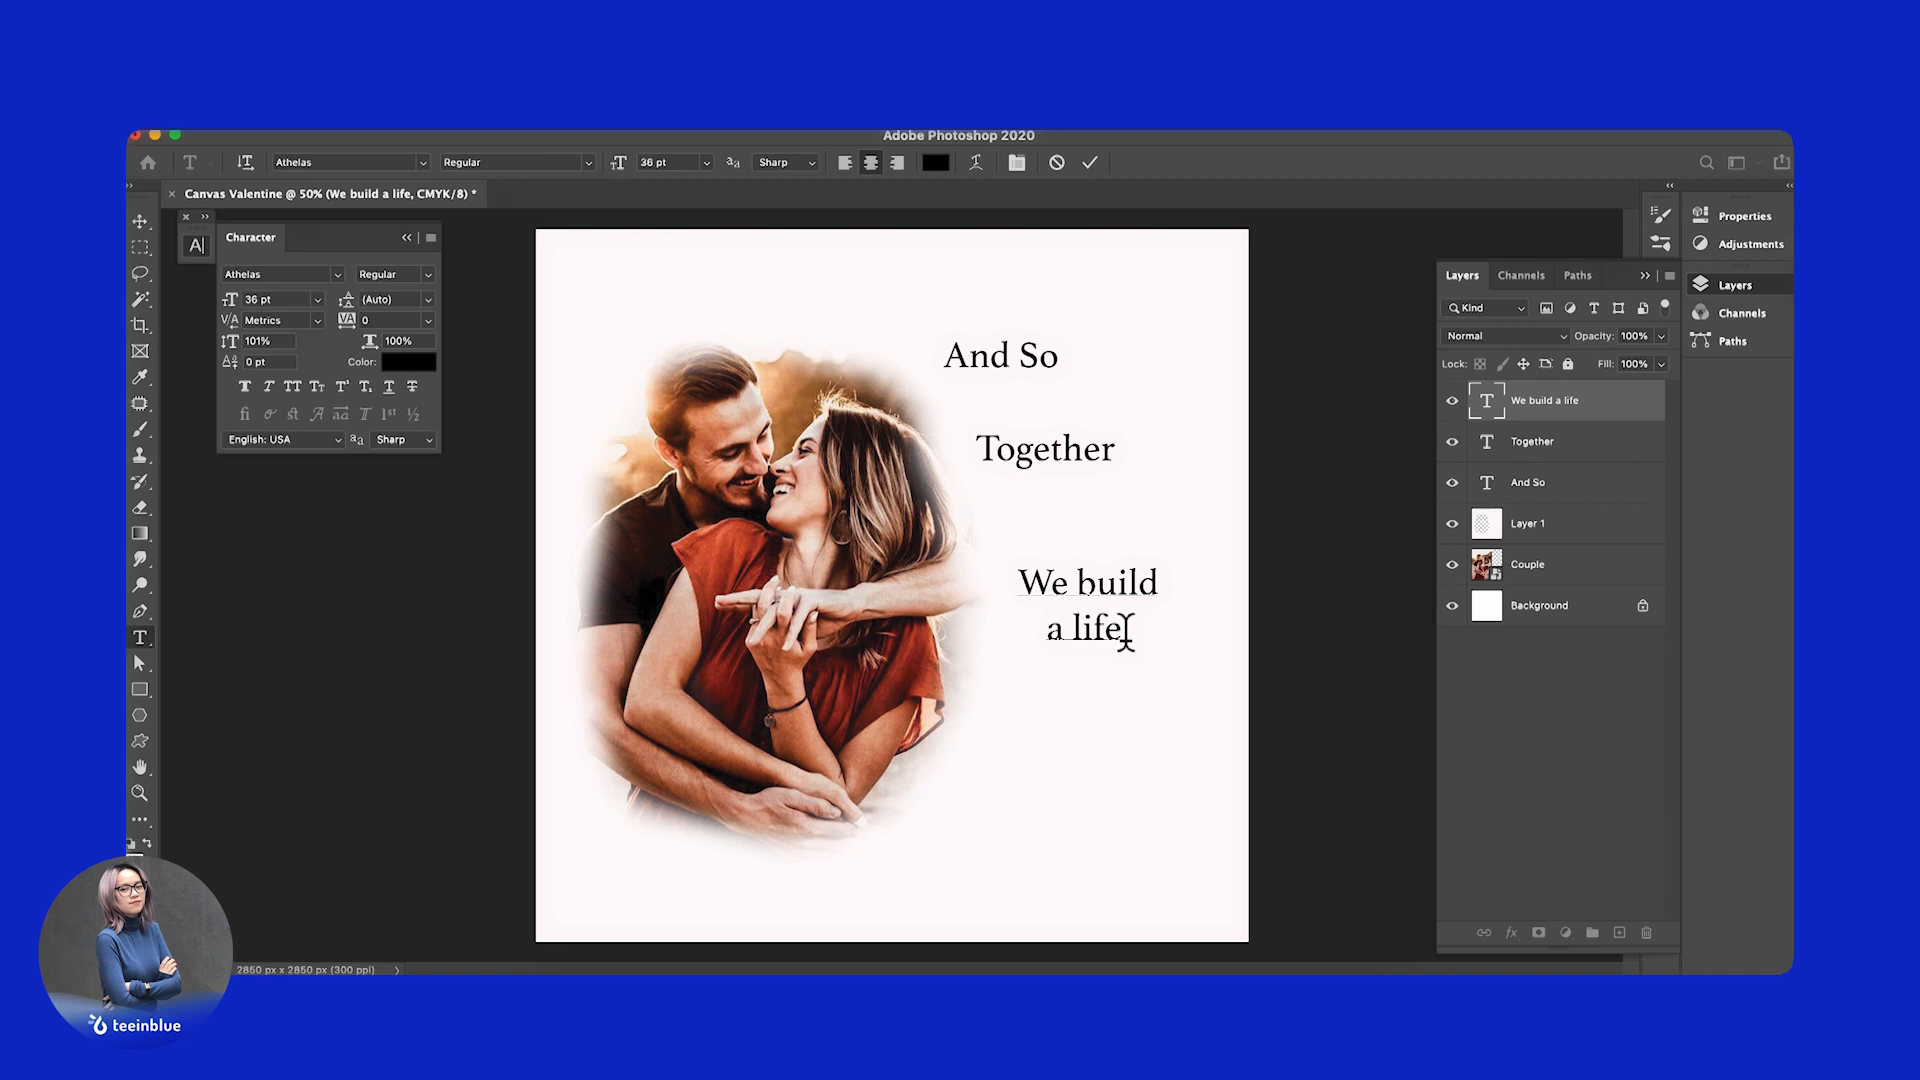 Adobe Photoshop 2020
Athelas
Regular
36 pt
Sharp
Canvas Valentine @ 50% (We build a life, CMYK/8) *
Character
Athelas
Regular
36 pt
(Auto)
Metrics
0
101%
100%
0 pt
Color:
English: USA
Sharp
And So
Together
We build
a life
Properties
Adjustments
Layers
Channels
Paths
Layers Channels Paths
Kind
Normal
Opacity: 100%
Lock:
Fill: 100%
We build a life
Together
And So
Layer 1
Couple
Background
2850 px x 2850 px (300 ppi)
teeinblue